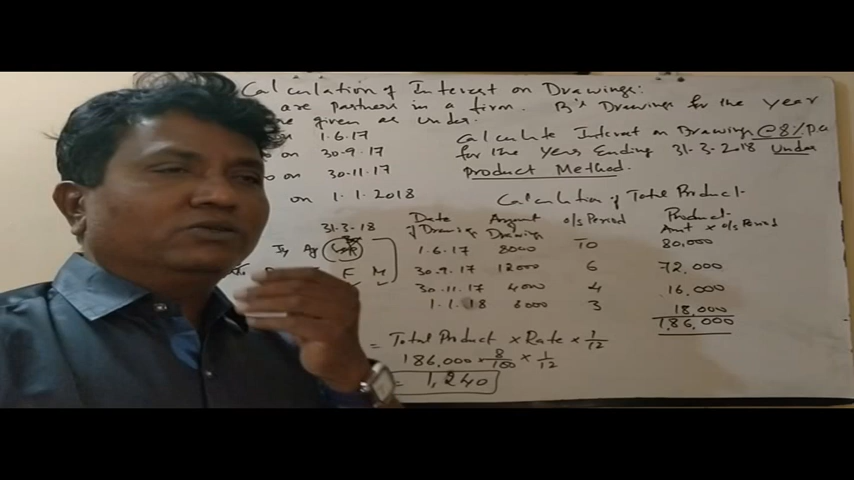 Calculation of Interest on Drawings:
are partners in a firm. B's Drawings for the year
given as under:
on 1.6.17
on 30-9.17
on 30.11.17
on 1.1.2018
Calculate Interest on Drawings @ 8% p.a
for the year Ending 31-3-2018 Under
product Method.
Calculation of Total Product-
31-3-18
Date of Drawings Amount of Drawing o/s Period Product- Amt x o/s Period
1-6-17 8000 10 80,000
30-9.17 12000 6 72,000
30-11.17 4000 4 16,000
1.1.18 6000 3 18,000
1,86,000
F M
= Total Product x Rate x 1/12
186,000 x 8/100 x 1/12
= 1,240